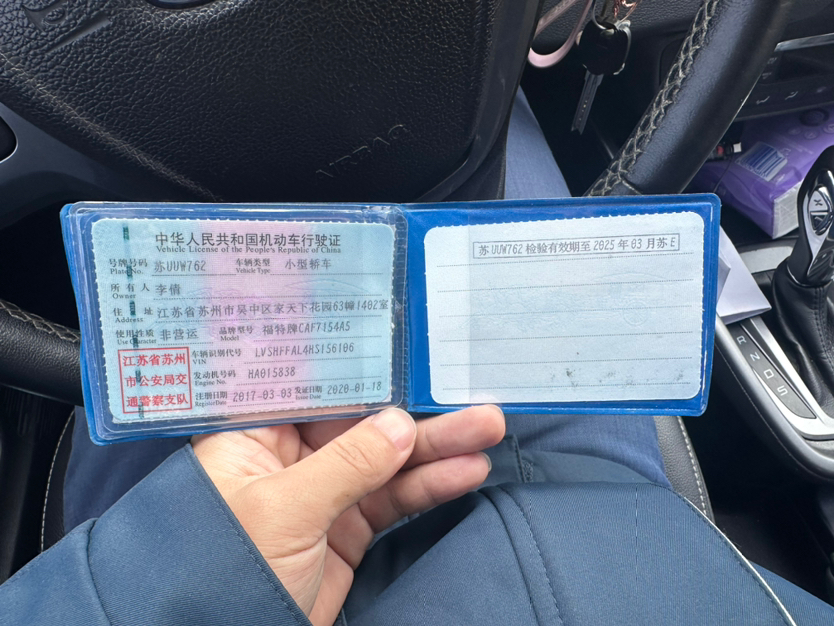 AIRBAG
中华人民共和国机动车行驶证
Vehicle License of the People's Republic of China
号牌号码 苏UUW762 车辆类型 小型轿车
Plate No. Vehicle Type
所有人 李倩
Owner
住址 江苏省苏州市吴中区家天下花园63幢1402室
Address
使用性质 非营运 品牌型号 福特牌CAF7154A5
Use Character Model
江苏省苏州
市公安局交
通警察支队
车辆识别代号 LVSHFFAL4HS156106
VIN
发动机号码 HA015838
Engine No.
注册日期 2017-03-03 发证日期 2020-01-18
Register Date Issue Date
苏UUW762 检验有效期至2025年03月苏E
R
N
D
S